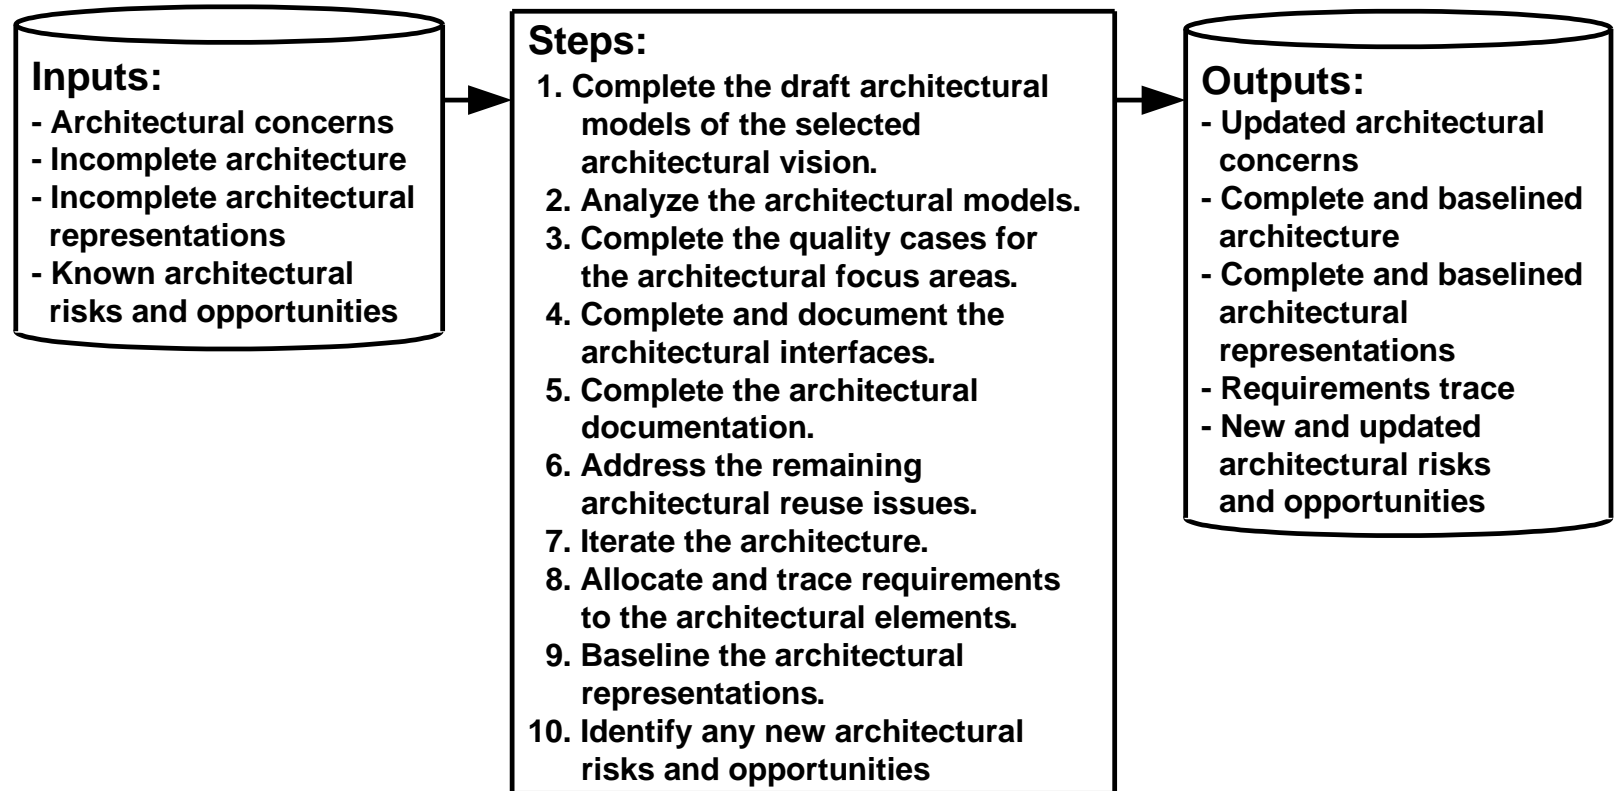 Inputs:
- Architectural concerns
- Incomplete architecture
- Incomplete architectural
representations
- Known architectural
risks and opportunities
Steps:
1. Complete the draft architectural
models of the selected
architectural vision.
2. Analyze the architectural models.
3. Complete the quality cases for
the architectural focus areas.
4. Complete and document the
architectural interfaces.
5. Complete the architectural
documentation.
6. Address the remaining
architectural reuse issues.
7. Iterate the architecture.
8. Allocate and trace requirements
to the architectural elements.
9. Baseline the architectural
representations.
10. Identify any new architectural
risks and opportunities
Outputs:
- Updated architectural
concerns
- Complete and baselined
architecture
- Complete and baselined
architectural
representations
- Requirements trace
- New and updated
architectural risks
and opportunities